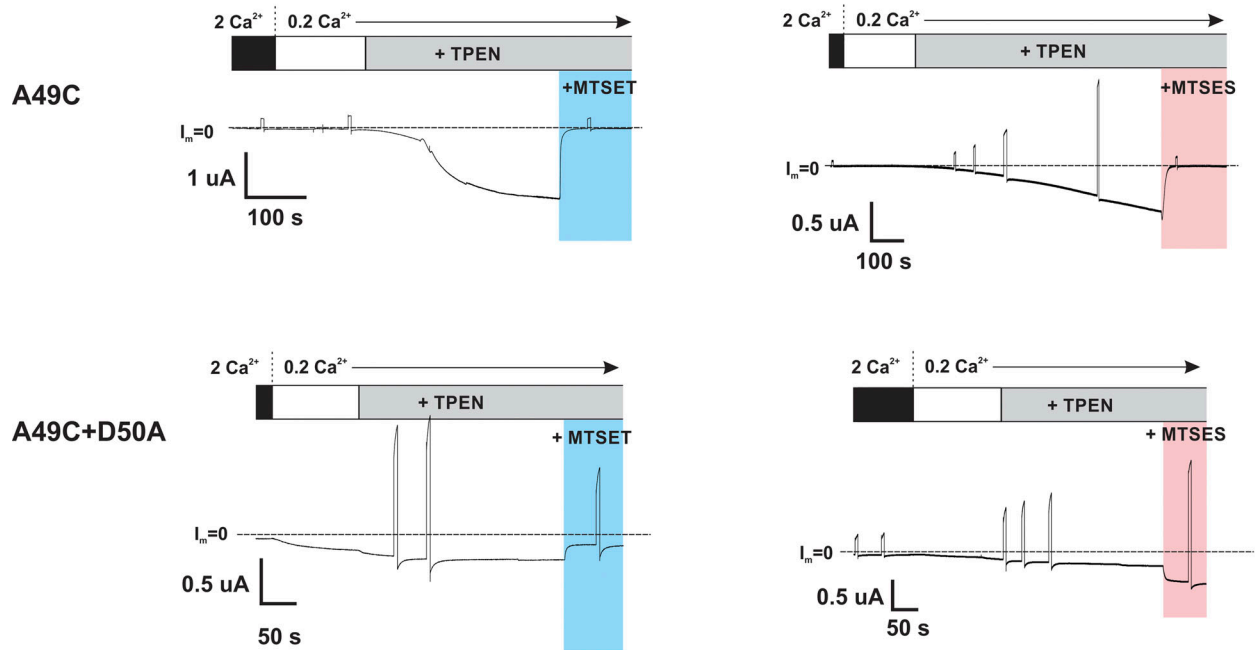 2 Ca²⁺ 0.2 Ca²⁺
+ TPEN
A49C
+MTSET
Iₘ=0
1 uA
100 s
2 Ca²⁺ 0.2 Ca²⁺
+ TPEN
+MTSES
Iₘ=0
0.5 uA
100 s
2 Ca²⁺ 0.2 Ca²⁺
+ TPEN
A49C+D50A
+ MTSET
Iₘ=0
0.5 uA
50 s
2 Ca²⁺ 0.2 Ca²⁺
+ TPEN
+ MTSES
Iₘ=0
0.5 uA
50 s